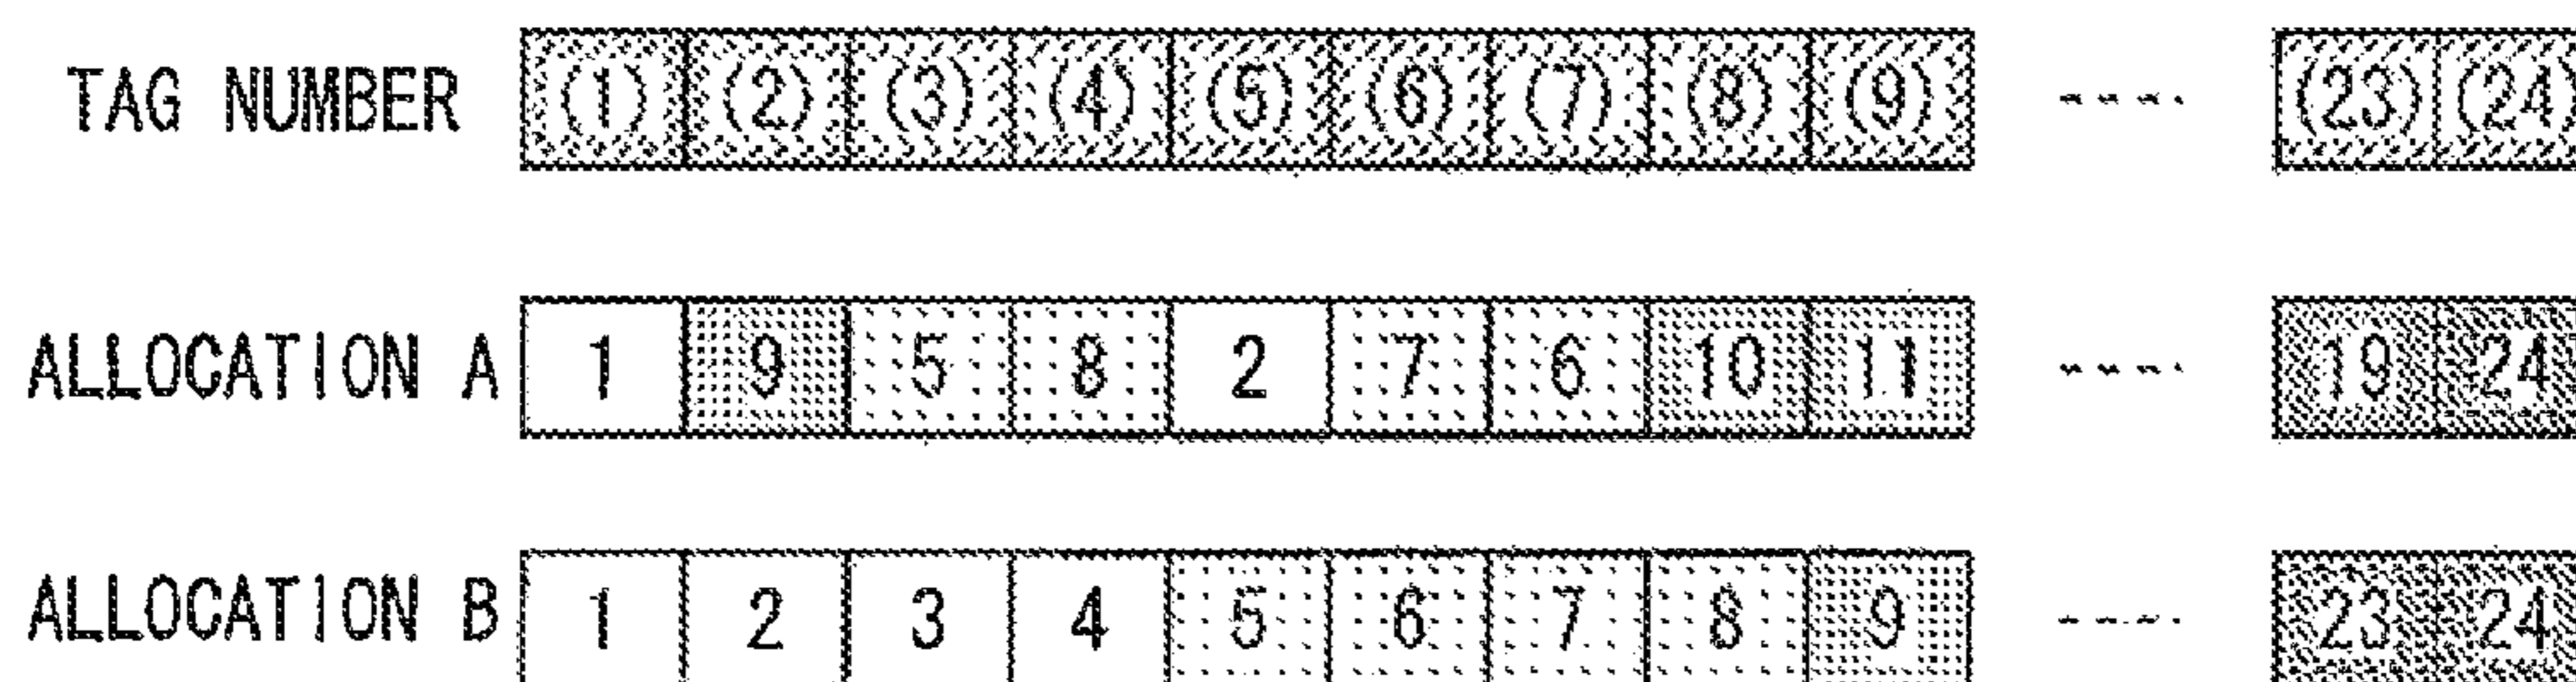 TAG NUMBER (1) (2) (3) (4) (5) (6) (7) (8) (9) ---- (23) (24
ALLOCATION A 1 9 5 8 2 7 6 10 11 ---- 19 24
ALLOCATION B 1 2 3 4 5 6 7 8 9 ---- 23 24